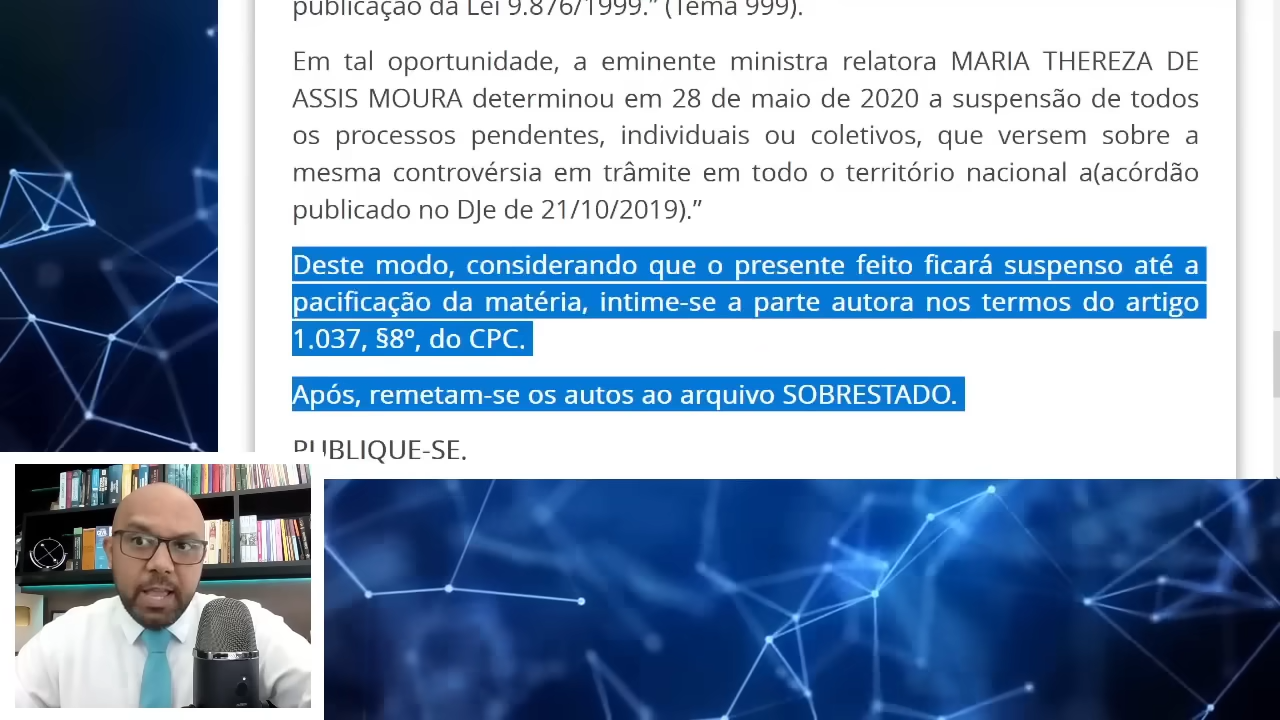 publicação da Lei 9.876/1999.” (Tema 999).
Em tal oportunidade, a eminente ministra relatora MARIA THEREZA DE
ASSIS MOURA determinou em 28 de maio de 2020 a suspensão de todos
os processos pendentes, individuais ou coletivos, que versem sobre a
mesma controvérsia em trâmite em todo o território nacional a(acórdão
publicado no DJe de 21/10/2019).”
Deste modo, considerando que o presente feito ficará suspenso até a
pacificação da matéria, intime-se a parte autora nos termos do artigo
1.037, §8º, do CPC.
Após, remetam-se os autos ao arquivo SOBRESTADO.
PUBLIQUE-SE.